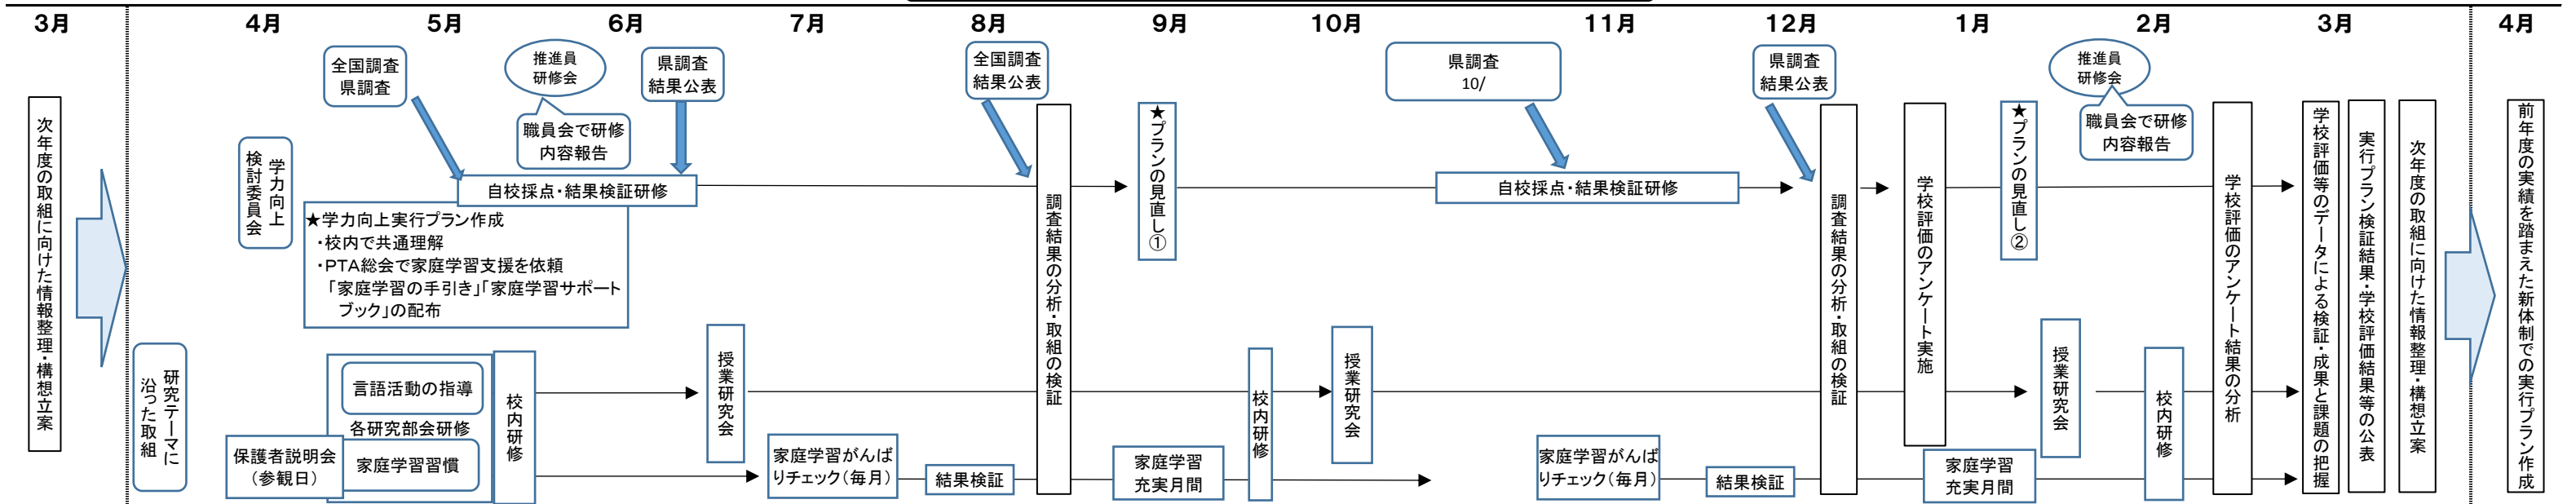 3月
4月
5月
6月
7月
8月
9月
10月
11月
12月
1月
2月
3月
4月
次年度の取組に向けた情報整理・構想立案
学力向上
検討委員会
全国調査
県調査
推進員
研修会
職員会で研修
内容報告
県調査
結果公表
自校採点・結果検証研修
★学力向上実行プラン作成
・校内で共通理解
・PTA総会で家庭学習支援を依頼
「家庭学習の手引き」「家庭学習サポート
ブック」の配布
全国調査
結果公表
調査結果の分析・取組の検証
★プランの見直し①
県調査
10/
自校採点・結果検証研修
県調査
結果公表
調査結果の分析・取組の検証
学校評価のアンケート実施
★プランの見直し②
推進員
研修会
職員会で研修
内容報告
学校評価のアンケート結果の分析
学校評価等のデータによる検証・成果と課題の把握
実行プラン検証結果・学校評価結果等の公表
次年度の取組に向けた情報整理・構想立案
前年度の実績を踏まえた新体制での実行プラン作成
研究テーマに
沿った取組
保護者説明会
(参観日)
言語活動の指導
各研究部会研修
家庭学習習慣
校内研修
授業研究会
家庭学習がんば
りチェック(毎月)
結果検証
家庭学習
充実月間
校内研修
授業研究会
家庭学習がんば
りチェック(毎月)
結果検証
家庭学習
充実月間
授業研究会
校内研修